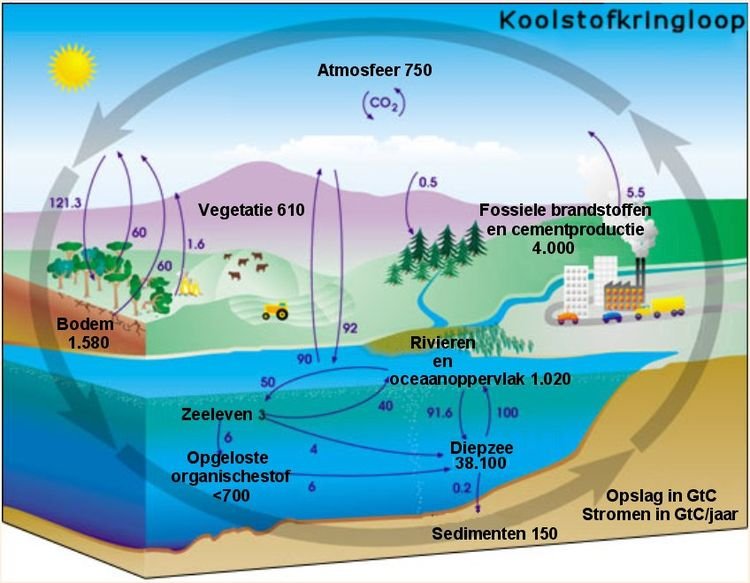 Koolstofkringloop
Atmosfeer 750
CO2
121.3
60
60
1.6
Vegetatie 610
0.5
5.5
Fossiele brandstoffen
en cementproductie
4.000
Bodem
1.580
90
92
Rivieren
en
oceaanoppervlak 1.020
50
40
91.6
100
Zeeleven 3
6
4
Diepzee
38.100
Opgeloste
organischestof
<700
6
0.2
Sedimenten 150
Opslag in GtC
Stromen in GtC/jaar